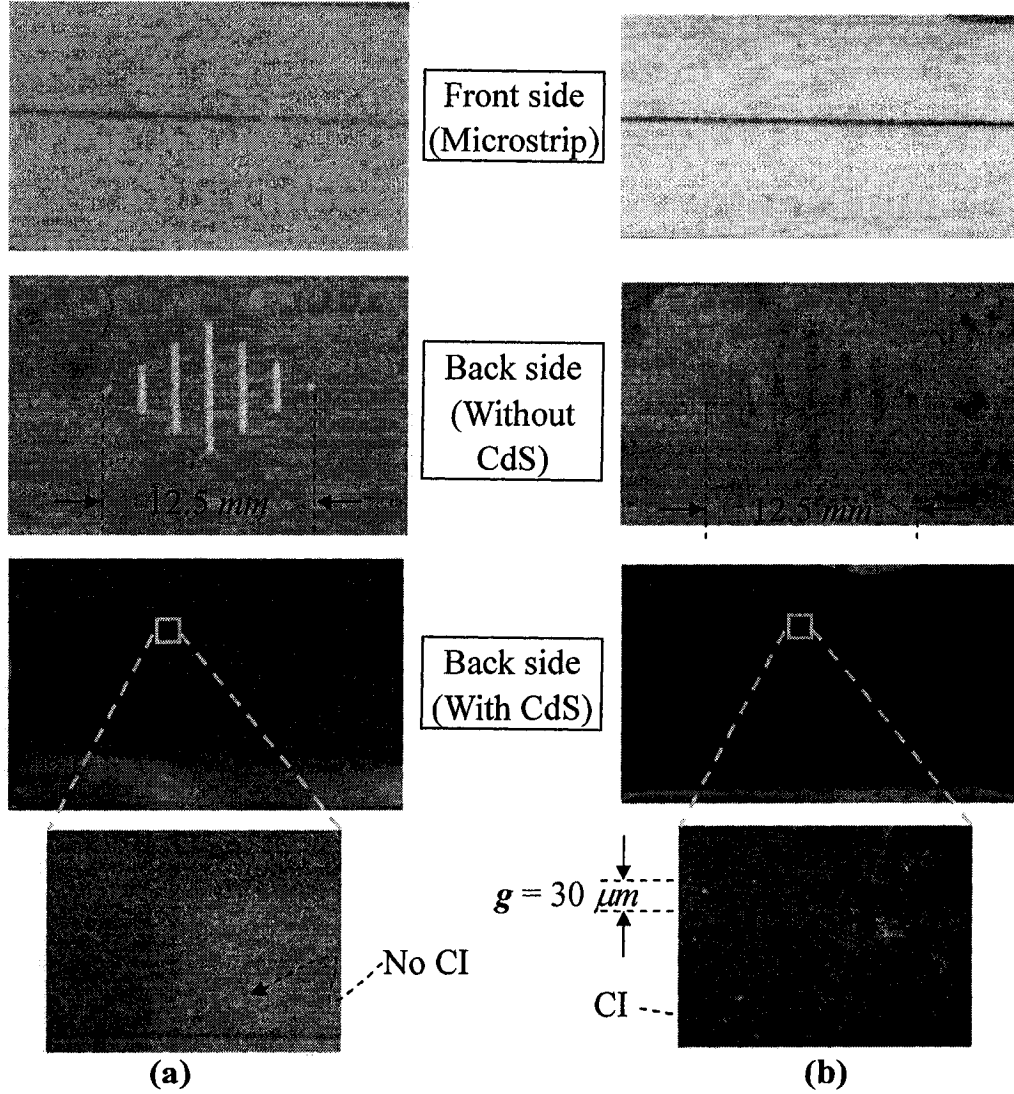 Front side
(Microstrip)
Back side
(Without
CdS)
12.5 mm
12.5 mm
Back side
(With CdS)
g = 30 μm
No CI
CI
(a)
(b)